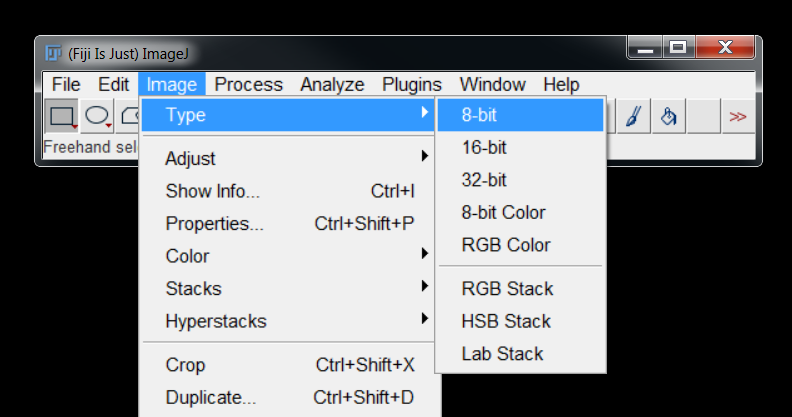 (Fiji Is Just) ImageJ
File Edit Image Process Analyze Plugins Window Help
>>
Freehand sel
Type
Adjust
Show Info... Ctrl+I
Properties... Ctrl+Shift+P
Color
Stacks
Hyperstacks
Crop Ctrl+Shift+X
Duplicate... Ctrl+Shift+D
8-bit
16-bit
32-bit
8-bit Color
RGB Color
RGB Stack
HSB Stack
Lab Stack